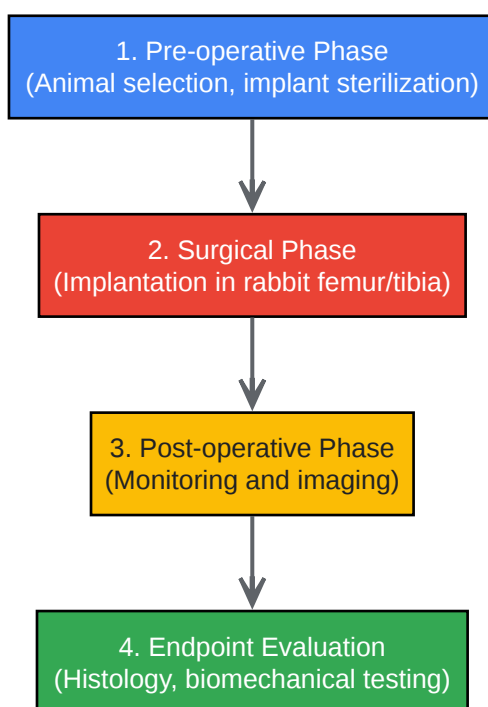 1. Pre-operative Phase
(Animal selection, implant sterilization)
2. Surgical Phase
(Implantation in rabbit femur/tibia)
3. Post-operative Phase
(Monitoring and imaging)
4. Endpoint Evaluation
(Histology, biomechanical testing)